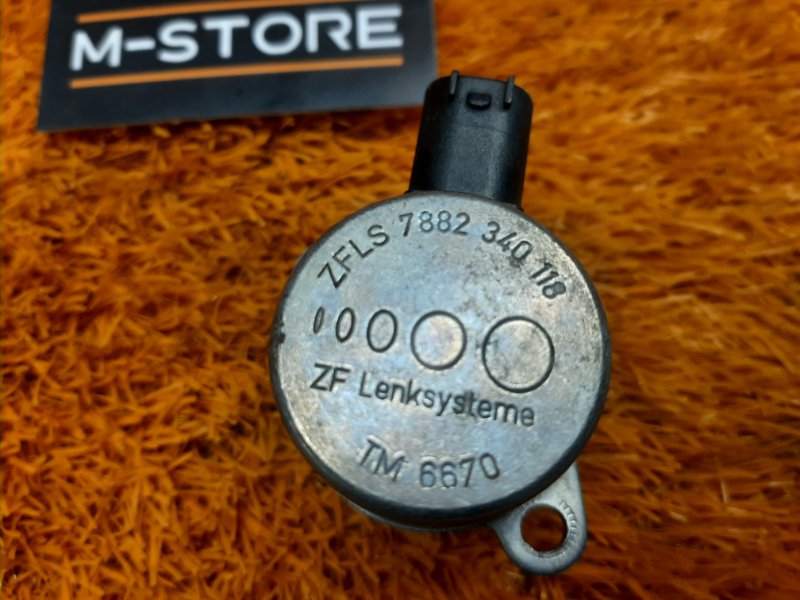 M-STORE
ZFLS 7882 340 118
ZF Lenksysteme
TM 6670